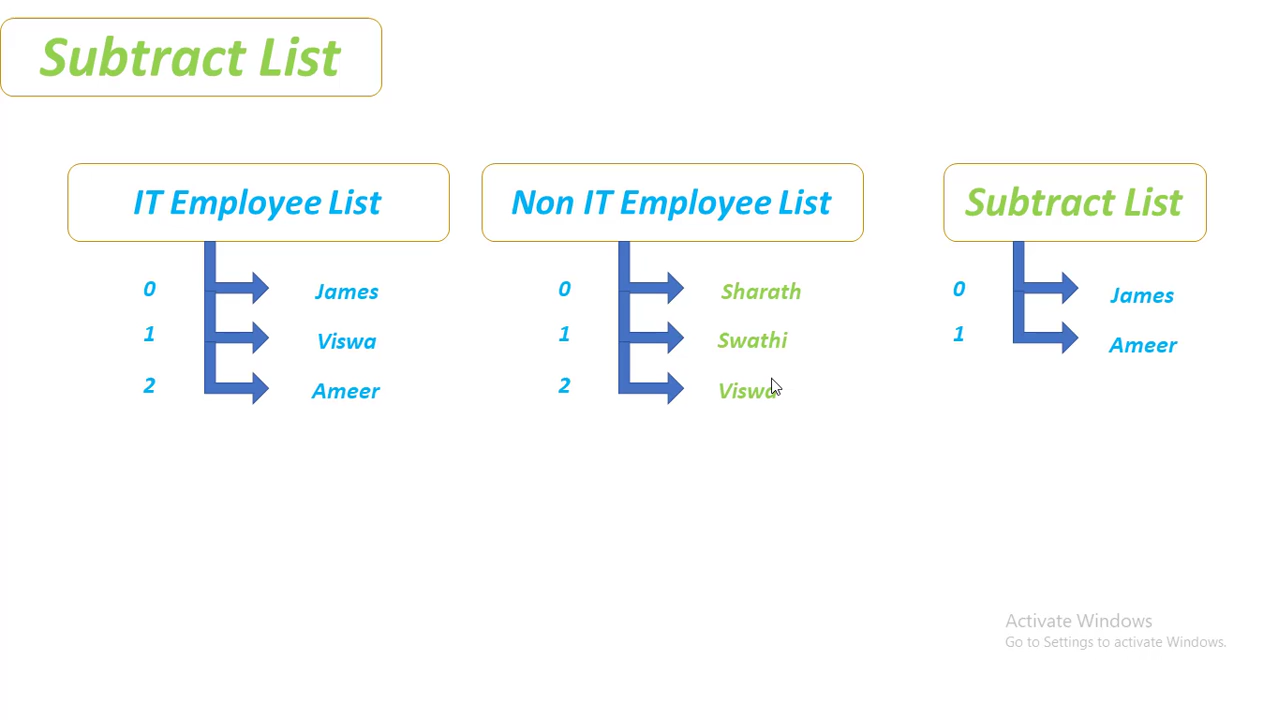 Subtract List
IT Employee List
0 James
1 Viswa
2 Ameer
Non IT Employee List
0 Sharath
1 Swathi
2 Viswa
Subtract List
0 James
1 Ameer
Activate Windows
Go to Settings to activate Windows.